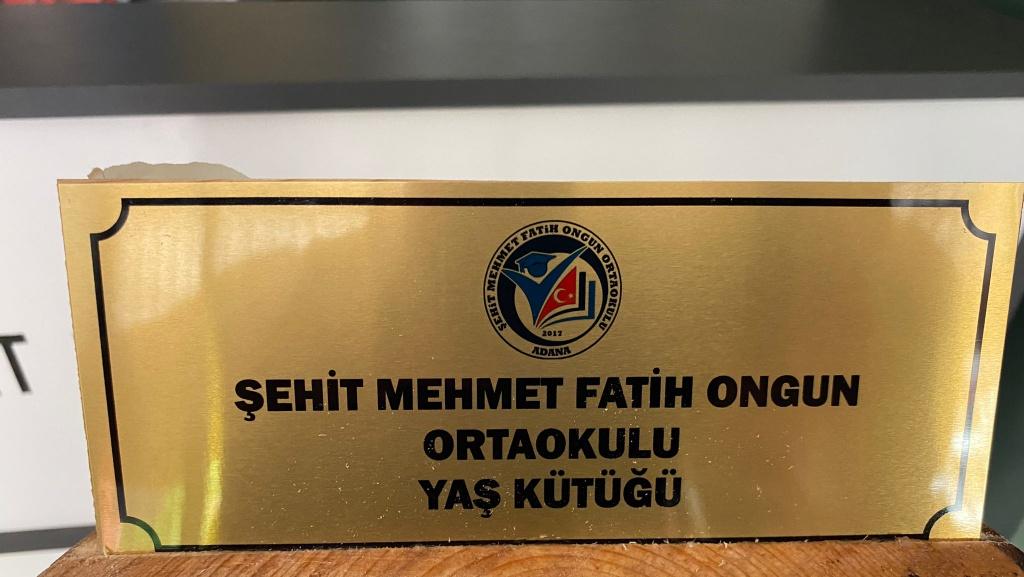 ŞEHİT MEHMET FATİH ONGUN ORTAOKULU
2017
ADANA
ŞEHİT MEHMET FATİH ONGUN
ORTAOKULU
YAŞ KÜTÜĞÜ